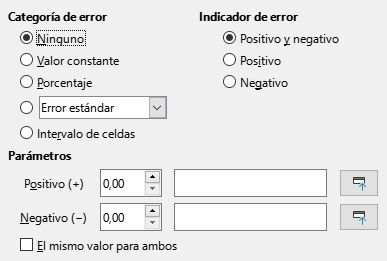 Categoría de error
Ninguno
Valor constante
Porcentaje
Error estándar
Intervalo de celdas
Indicador de error
Positivo y negativo
Positivo
Negativo
Parámetros
Positivo (+) 0,00
Negativo (−) 0,00
El mismo valor para ambos